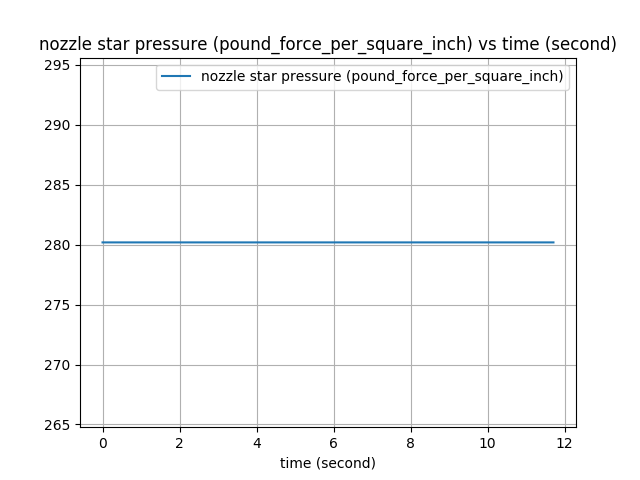 nozzle star pressure (pound_force_per_square_inch) vs time (second)
nozzle star pressure (pound_force_per_square_inch)
295
290
285
280
275
270
265
0 2 4 6 8 10 12
time (second)